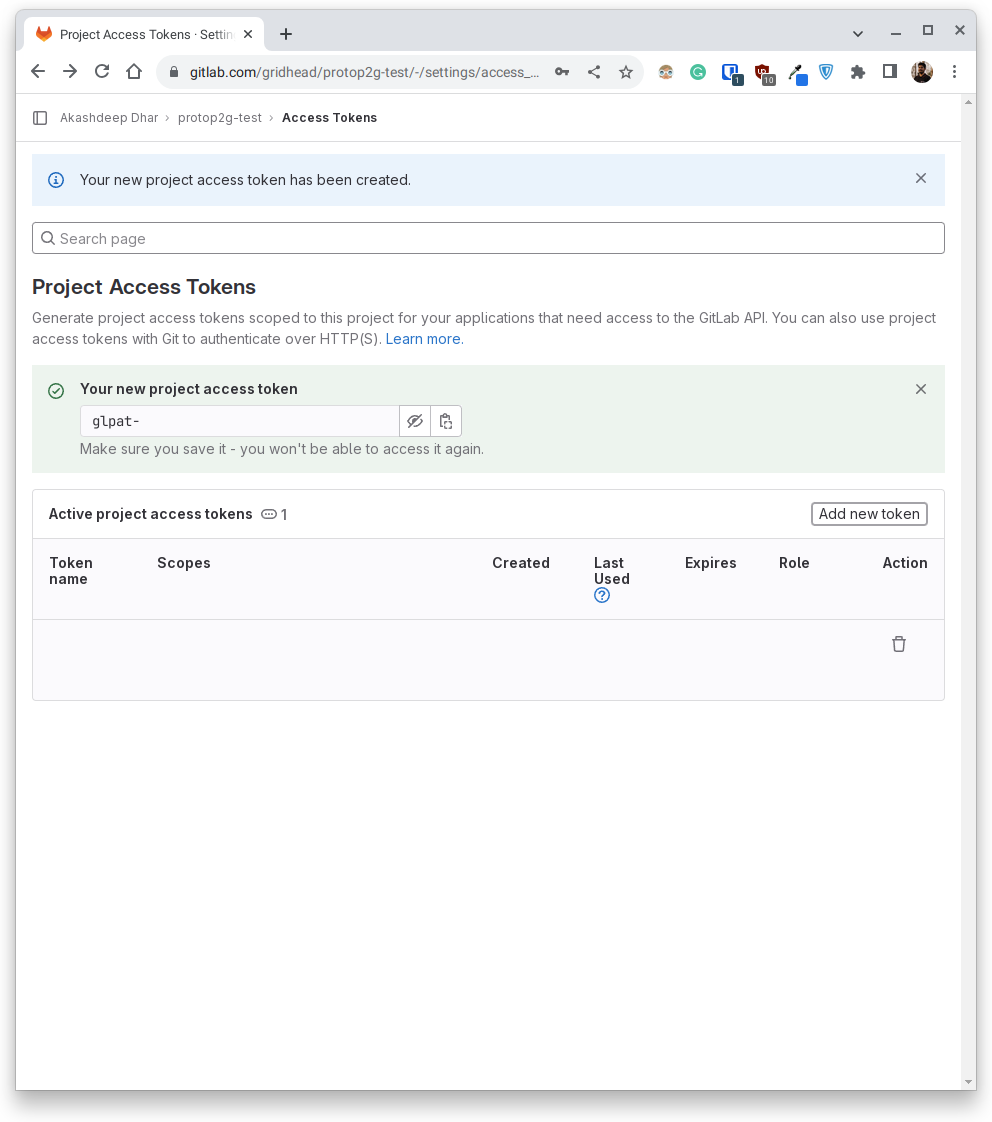 Project Access Tokens · Settin
gitlab.com/gridhead/protop2g-test/-/settings/access_...
1
10
Akashdeep Dhar › protop2g-test › Access Tokens
Your new project access token has been created.
Search page
Project Access Tokens
Generate project access tokens scoped to this project for your applications that need access to the GitLab API. You can also use project
access tokens with Git to authenticate over HTTP(S). Learn more.
Your new project access token
glpat-
Make sure you save it - you won't be able to access it again.
Active project access tokens 1
Add new token
Token name
Scopes
Created
Last Used
Expires
Role
Action